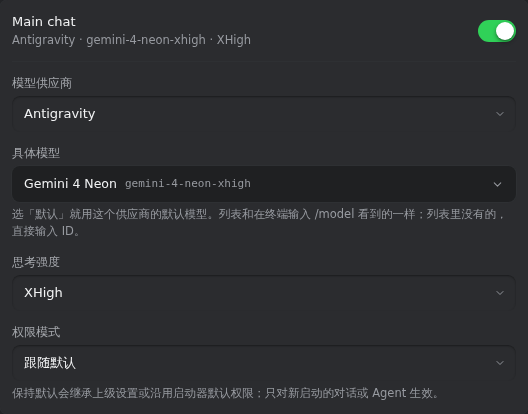 Main chat
Antigravity · gemini-4-neon-xhigh · XHigh
模型供应商
Antigravity
具体模型
Gemini 4 Neon gemini-4-neon-xhigh
选「默认」就用这个供应商的默认模型。列表和在终端输入 /model 看到的一样；列表里没有的，
直接输入 ID。
思考强度
XHigh
权限模式
跟随默认
保持默认会继承上级设置或沿用启动器默认权限；只对新启动的对话或 Agent 生效。